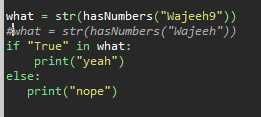 what = str(hasNumbers("Wajeeh9"))
#what = str(hasNumbers("Wajeeh"))
if "True" in what:
    print("yeah")
else:
   print("nope")